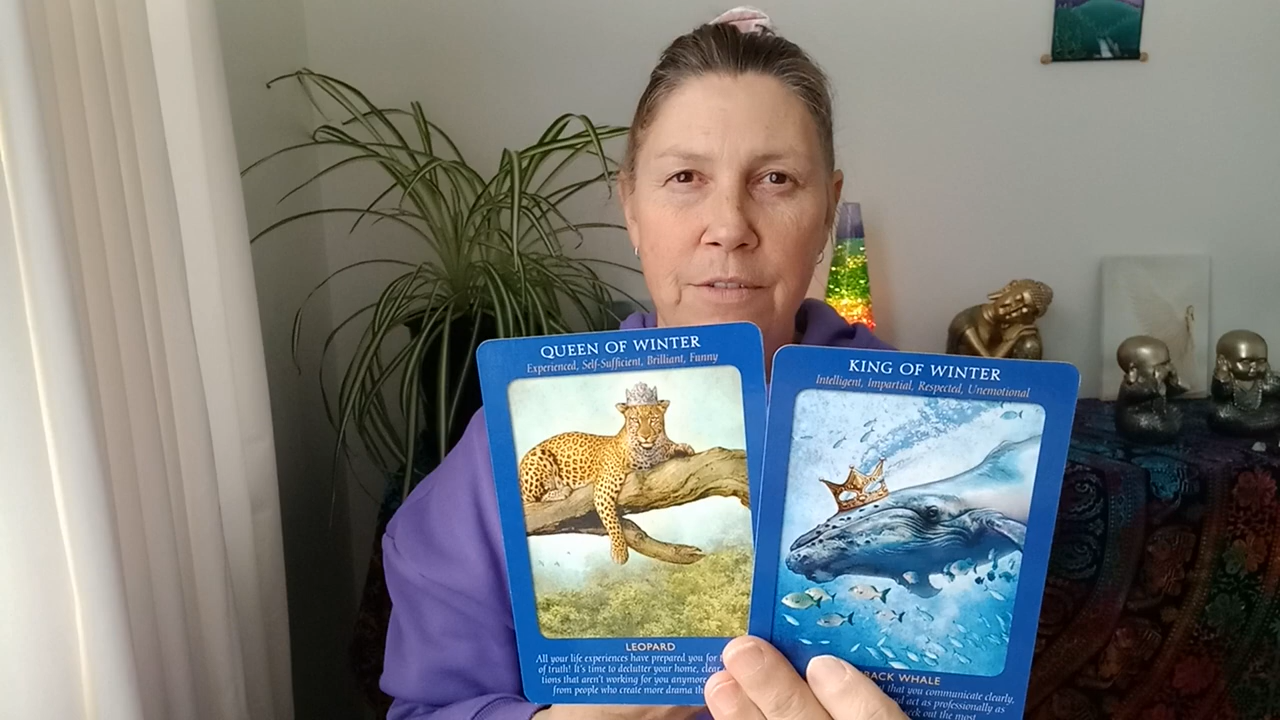 QUEEN OF WINTER
Experienced, Self-Sufficient, Brilliant, Funny
LEOPARD
All your life experiences have prepared you for
of truth! It's time to declutter your home, clear
tions that aren't working for you anymore
from people who create more drama
KING OF WINTER
Intelligent, Impartial, Respected, Unemotional
BACK WHALE
that you communicate clearly,
act as professionally as
out the most